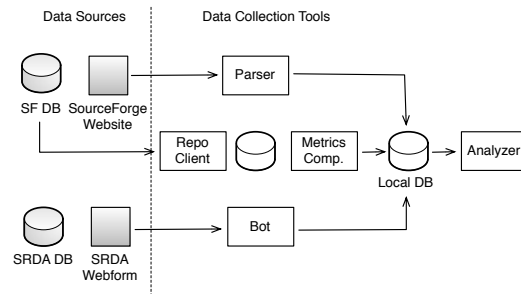 Data Sources
Data Collection Tools
Parser
SF DB
SourceForge
Website
Repo
Client
Metrics
Comp.
Local DB
Analyzer
SRDA DB
SRDA
Webform
Bot